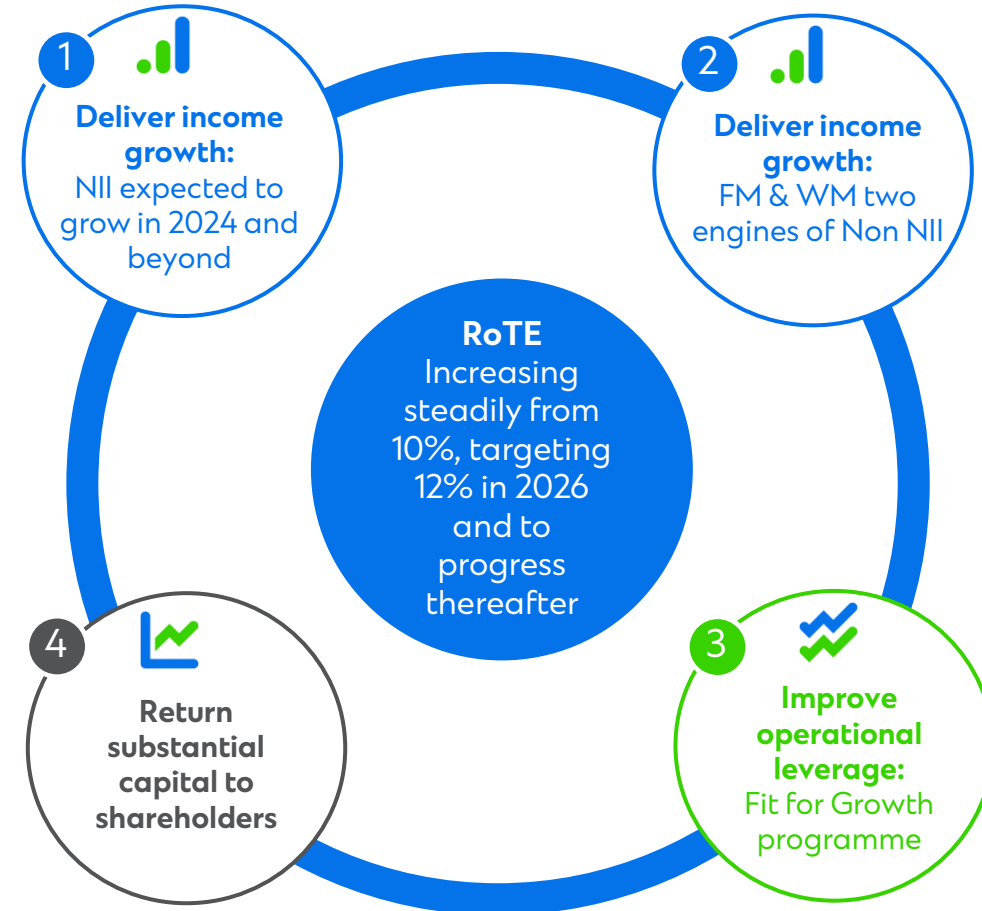 1
Deliver income
growth:
NII expected to
grow in 2024 and
beyond
2
Deliver income
growth:
FM & WM two
engines of Non NII
RoTE
Increasing
steadily from
10%, targeting
12% in 2026
and to
progress
thereafter
4
Return
substantial
capital to
shareholders
3
Improve
operational
leverage:
Fit for Growth
programme